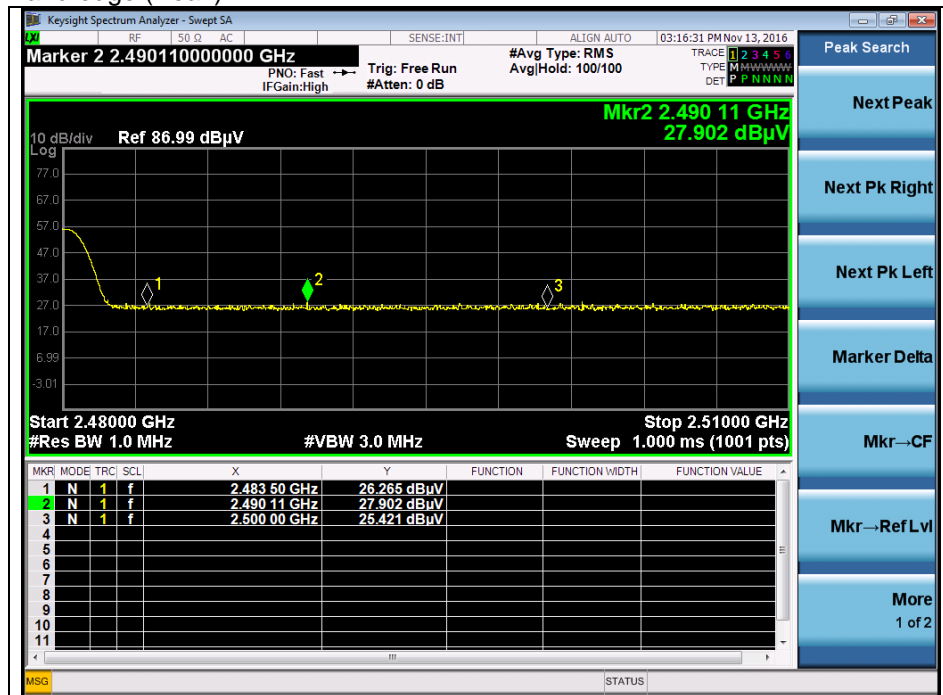 Keysight Spectrum Analyzer - Swept SA
LXI RF 50 Ω AC SENSE:INT ALIGN AUTO 03:16:31 PM Nov 13, 2016
Marker 2 2.490110000000 GHz
PNO: Fast
IFGain:High
Trig: Free Run
#Atten: 0 dB
#Avg Type: RMS
Avg|Hold: 100/100
TRACE 1 2 3 4 5 6
TYPE M M W W W W
DET P P N N N N
Mkr2 2.490 11 GHz
27.902 dBµV
10 dB/div Ref 86.99 dBµV
Log
77.0
67.0
57.0
47.0
37.0
27.0
17.0
6.99
-3.01
1
2
3
Start 2.48000 GHz Stop 2.51000 GHz
#Res BW 1.0 MHz #VBW 3.0 MHz Sweep 1.000 ms (1001 pts)
MKR MODE TRC SCL X Y FUNCTION FUNCTION WIDTH FUNCTION VALUE
1 N 1 f 2.483 50 GHz 26.265 dBµV
2 N 1 f 2.490 11 GHz 27.902 dBµV
3 N 1 f 2.500 00 GHz 25.421 dBµV
4
5
6
7
8
9
10
11
MSG STATUS
Peak Search
Next Peak
Next Pk Right
Next Pk Left
Marker Delta
Mkr→CF
Mkr→Ref Lvl
More
1 of 2